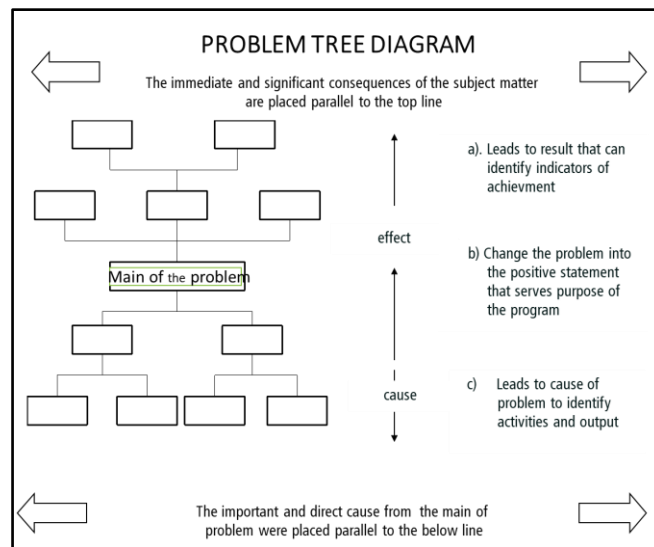 PROBLEM TREE DIAGRAM
The immediate and significant consequences of the subject matter
are placed parallel to the top line
a). Leads to result that can
identify indicators of
achievment
effect
b) Change the problem into
the positive statement
that serves purpose of
the program
Main of the problem
cause
c) Leads to cause of
problem to identify
activities and output
The important and direct cause from the main of
problem were placed parallel to the below line